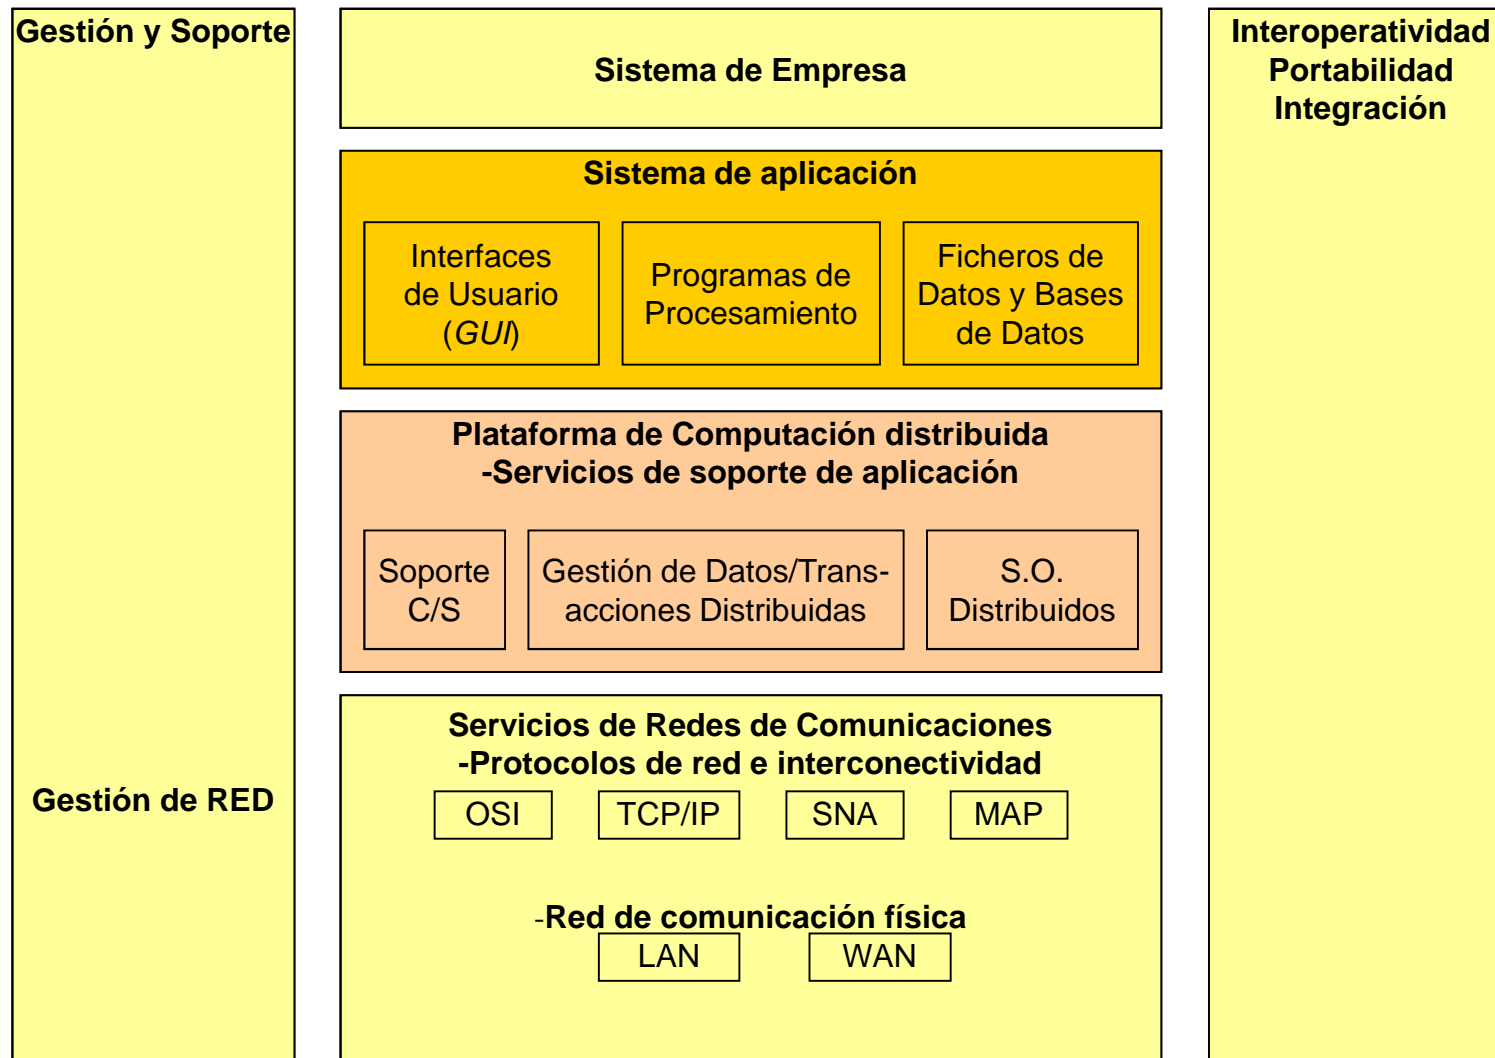 Gestión y Soporte
Gestión de RED
Sistema de Empresa
Sistema de aplicación
Interfaces
de Usuario
(GUI)
Programas de
Procesamiento
Ficheros de
Datos y Bases
de Datos
Plataforma de Computación distribuida
-Servicios de soporte de aplicación
Soporte
C/S
Gestión de Datos/Trans-
acciones Distribuidas
S.O.
Distribuidos
Servicios de Redes de Comunicaciones
-Protocolos de red e interconectividad
OSI
TCP/IP
SNA
MAP
-Red de comunicación física
LAN
WAN
Interoperatividad
Portabilidad
Integración